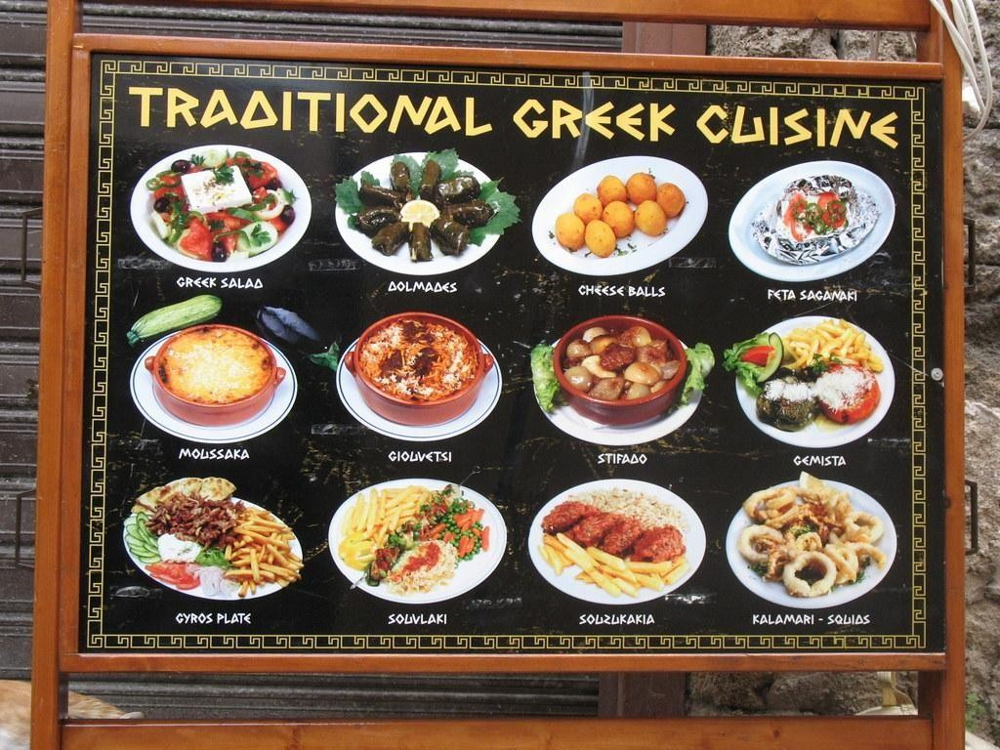 TRADITIONAL GREEK CUISINE
GREEK SALAD
DOLMADES
CHEESE BALLS
FETA SAGANAKI
MOUSSAKA
GIOUVETSI
STIFADO
GEMISTA
GYROS PLATE
SOUVLAKI
SOUZUKAKIA
KALAMARI - SQUIDS